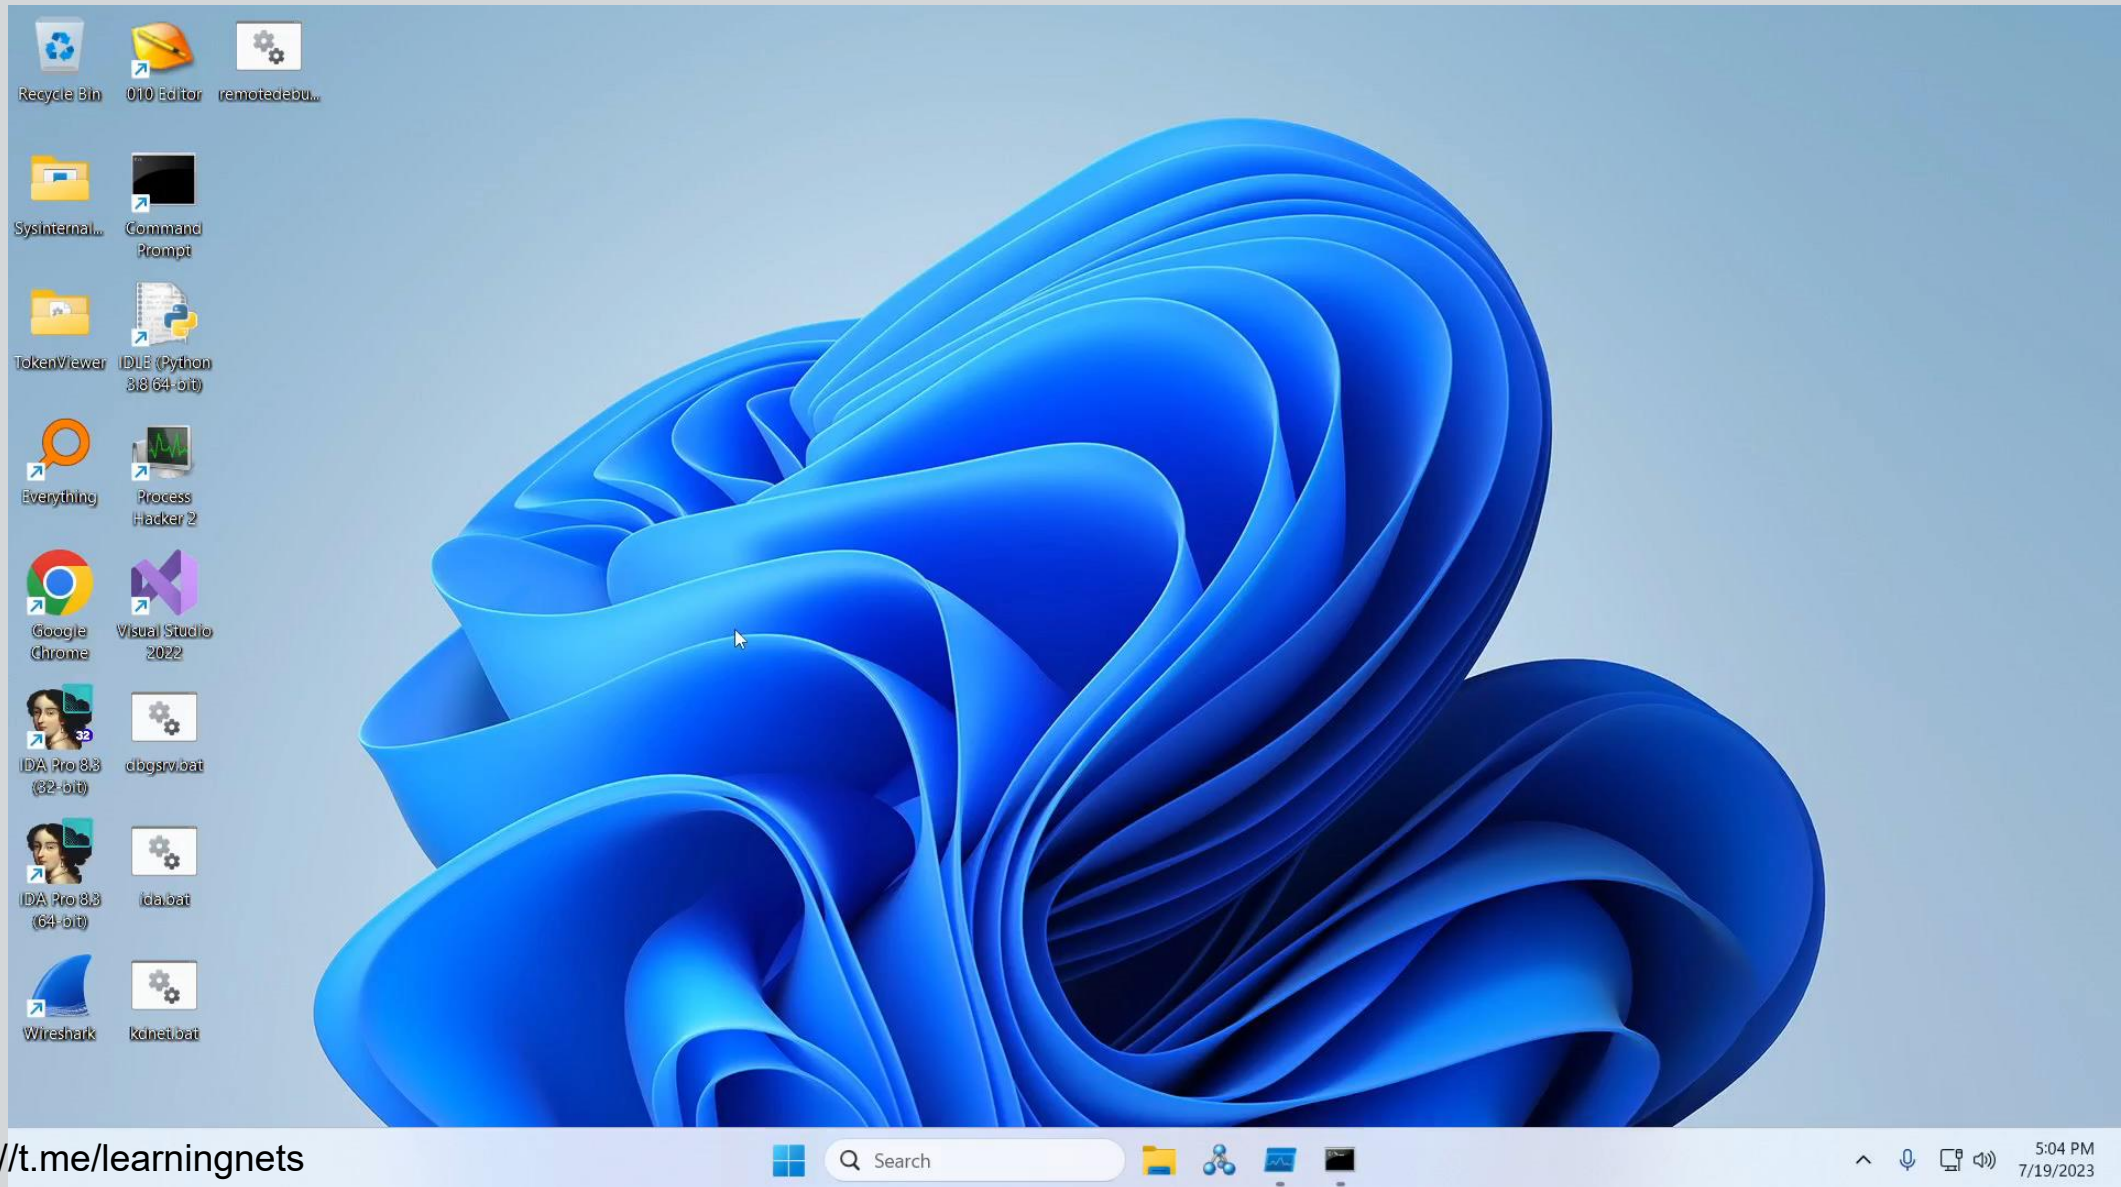 Recycle Bin
010 Editor
remotedebu...
Sysinternal...
Command
Prompt
TokenViewer
IDLE (Python
3.8 64-bit)
Everything
Process
Hacker 2
Google
Chrome
Visual Studio
2022
32
IDA Pro 8.3
(32-bit)
dbgsrv.bat
IDA Pro 8.3
(64-bit)
ida.bat
Wireshark
kdnet.bat
//t.me/learningnets
Search
5:04 PM
7/19/2023